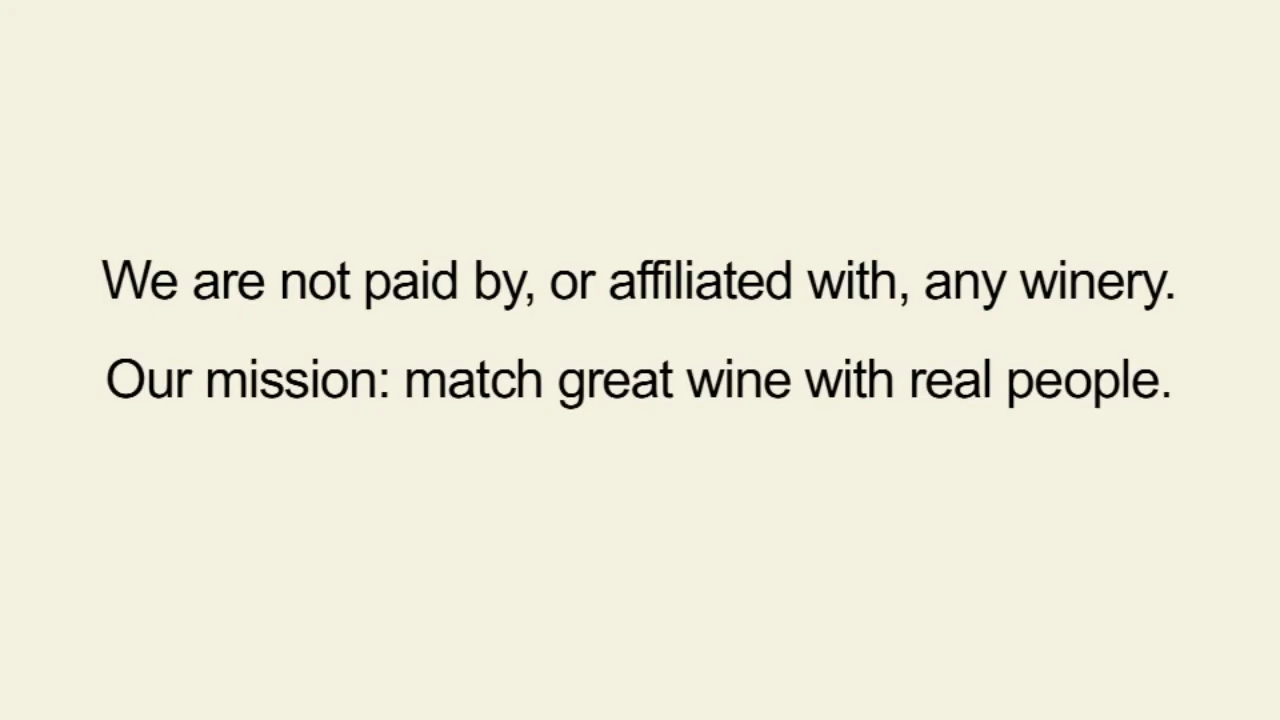 We are not paid by, or affiliated with, any winery.
Our mission: match great wine with real people.